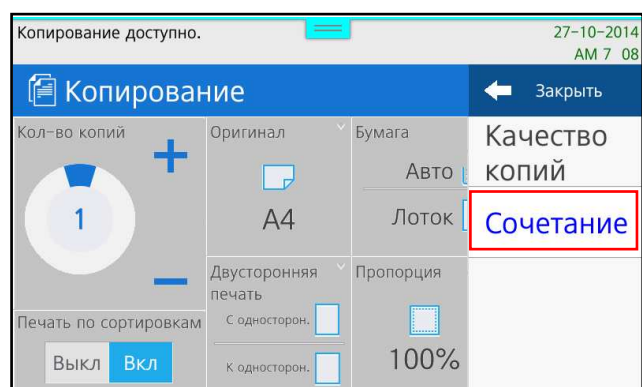 Копирование доступно.
27-10-2014
AM 7 08
Копирование
Закрыть
Кол-во копий
1
Печать по сортировкам
Выкл Вкл
Оригинал
A4
Двусторонняя
печать
С односторон.
К односторон.
Бумага
Авто
Лоток
Пропорция
100%
Качество
копий
Сочетание